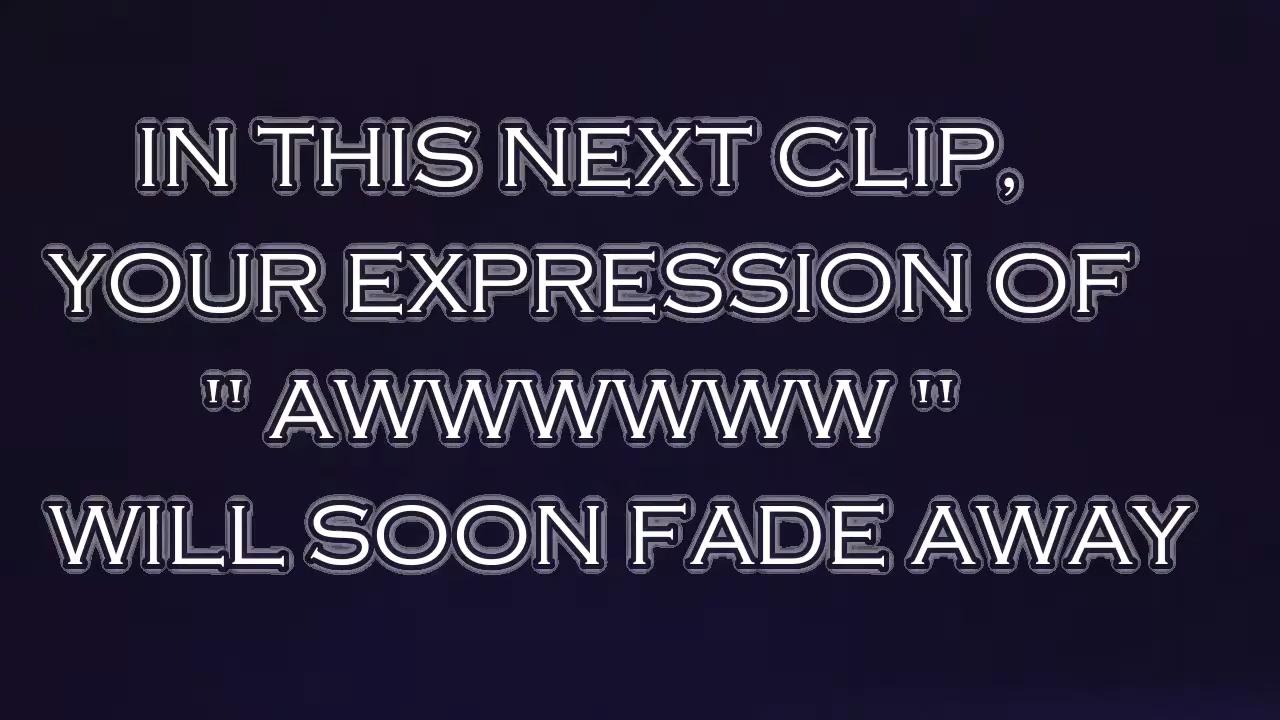 IN THIS NEXT CLIP,
YOUR EXPRESSION OF
" AWWWWWW "
WILL SOON FADE AWAY